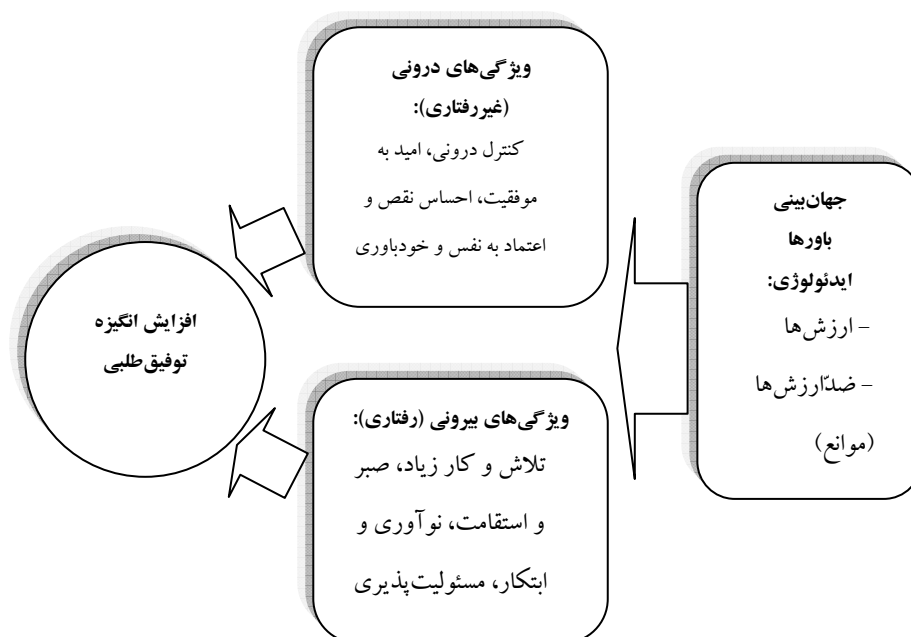 جهان‌بینی
باورها
ایدئولوژی:
– ارزش‌ها
– ضدّارزش‌ها
(موانع)
ویژگی‌های درونی
(غیررفتاری):
کنترل درونی، امید به
موفقیت، احساس نقص و
اعتماد به نفس و خودباوری
ویژگی‌های بیرونی (رفتاری):
تلاش و کار زیاد، صبر
و استقامت، نوآوری و
ابتکار، مسئولیت‌پذیری
افزایش انگیزه
توفیق‌طلبی